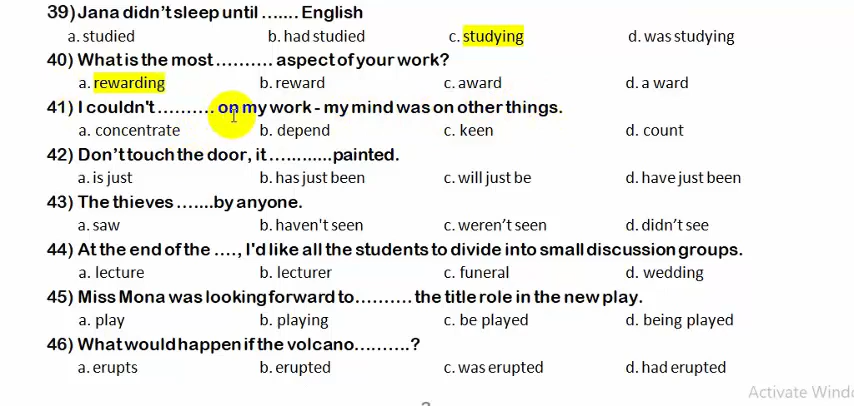 39) Jana didn't sleep until ....... English
a. studied b. had studied c. studying d. was studying
40) What is the most .......... aspect of your work?
a. rewarding b. reward c. award d. a ward
41) I couldn't .......... on my work - my mind was on other things.
a. concentrate b. depend c. keen d. count
42) Don't touch the door, it ............painted.
a. is just b. has just been c. will just be d. have just been
43) The thieves .......by anyone.
a. saw b. haven't seen c. weren't seen d. didn't see
44) At the end of the ...., I'd like all the students to divide into small discussion groups.
a. lecture b. lecturer c. funeral d. wedding
45) Miss Mona was looking forward to.......... the title role in the new play.
a. play b. playing c. be played d. being played
46) What would happen if the volcano..........?
a. erupts b. erupted c. was erupted d. had erupted
Activate